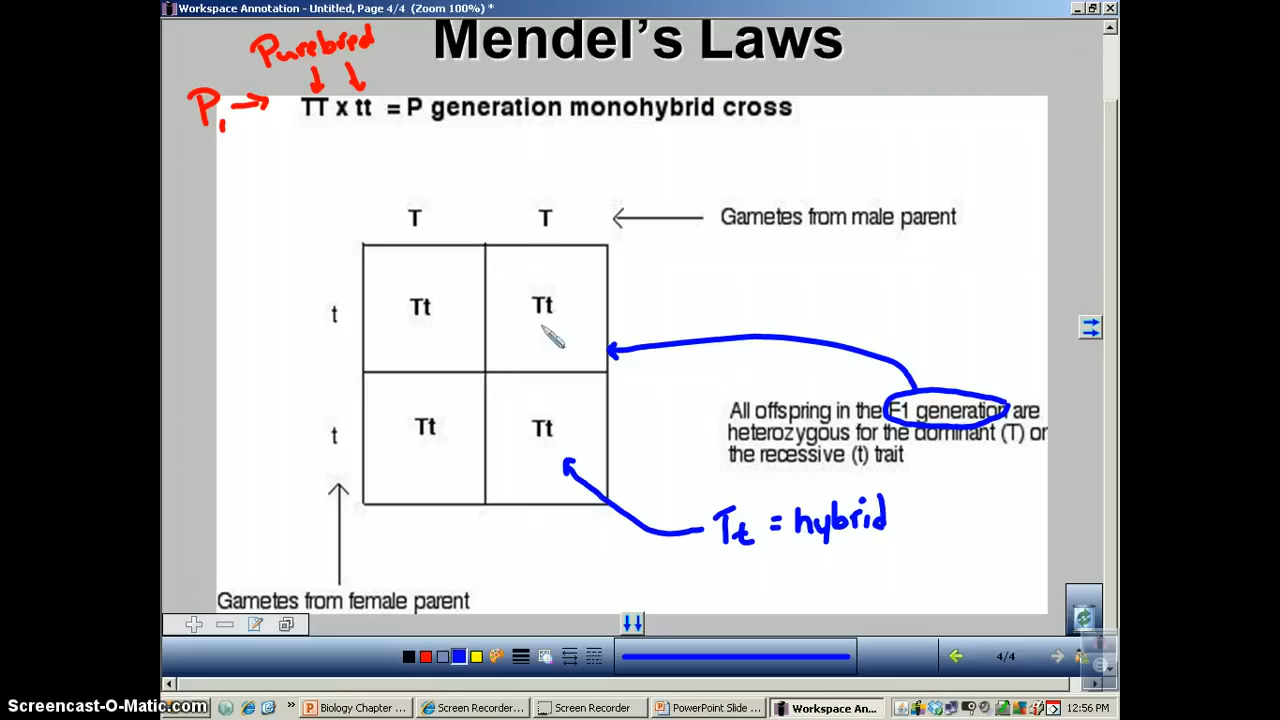 Workspace Annotation - Untitled, Page 4/4 (Zoom 100%) *
Mendel's Laws
Purebred
P1 →
TT x tt = P generation monohybrid cross
T T
Gametes from male parent
t Tt Tt
All offspring in the F1 generation are
heterozygous for the dominant (T) or
the recessive (t) trait
t Tt Tt
Tt = hybrid
Gametes from female parent
4/4
Screencast-O-Matic.com
Biology Chapter ...
Screen Recorder...
Screen Recorder
PowerPoint Slide ...
Workspace An...
12:56 PM